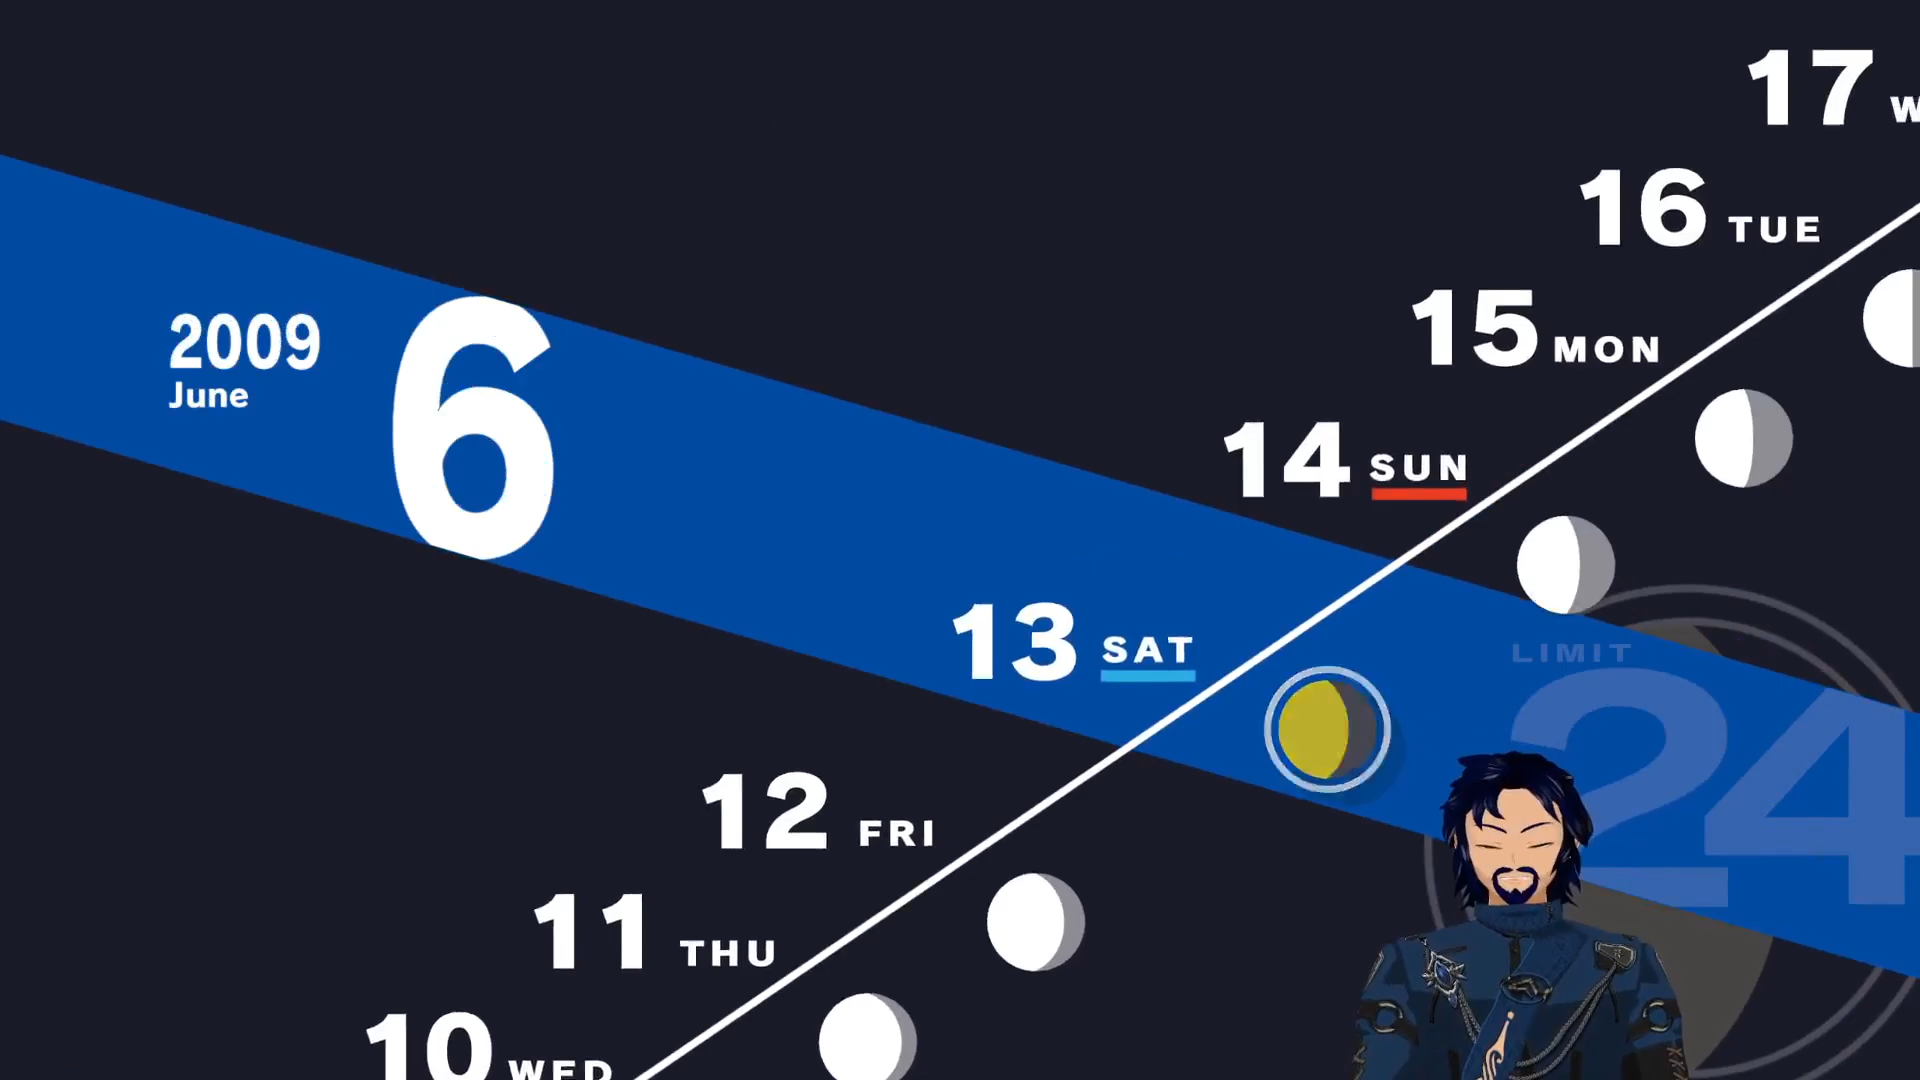 17 W
16 TUE
15 MON
14 SUN
2009
June
6
13 SAT
LIMIT
24
12 FRI
11 THU
10 WED